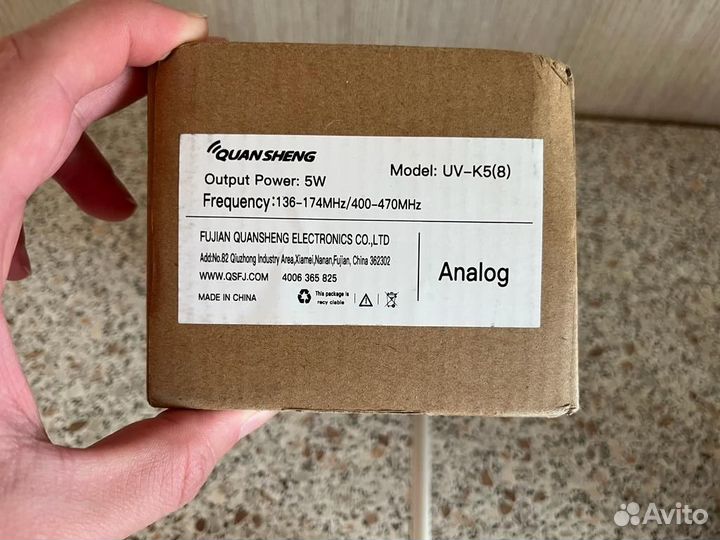 QUANSHENG
Output Power: 5W
Model: UV-K5(8)
Frequency:136-174MHz/400-470MHz
FUJIAN QUANSHENG ELECTRONICS CO.,LTD
Add:No.82 Qiuzhong Industry Area,Xiamei,Nanan,Fujian, China 362302
WWW.QSFJ.COM 4006 365 825
MADE IN CHINA
This package is
recy clable
Analog
Avito